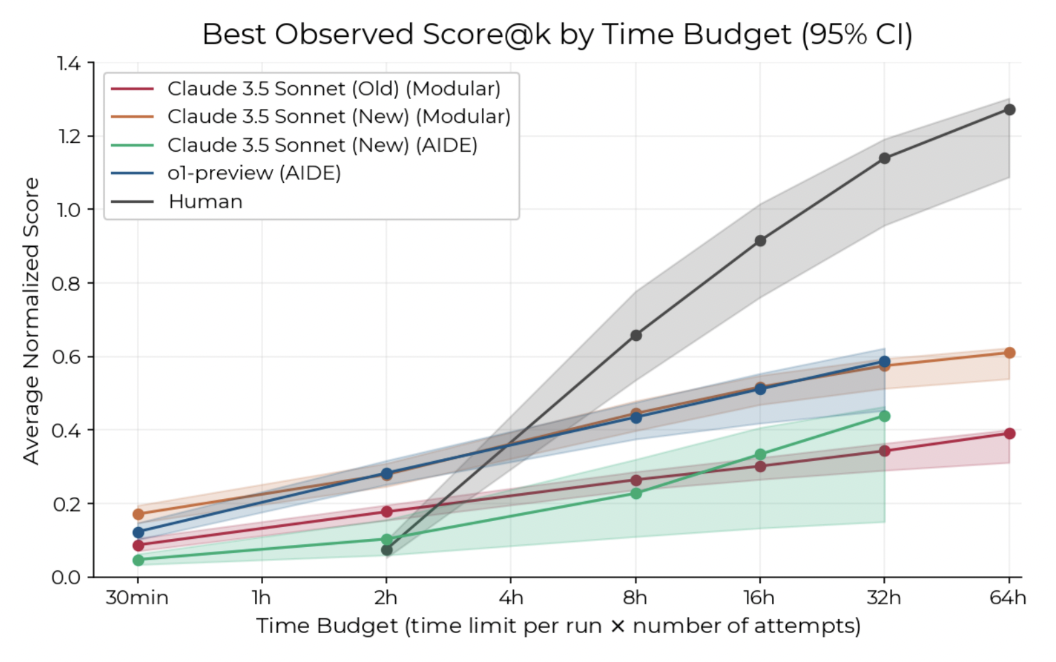 Best Observed Score@k by Time Budget (95% CI)
Claude 3.5 Sonnet (Old) (Modular)
Claude 3.5 Sonnet (New) (Modular)
Claude 3.5 Sonnet (New) (AIDE)
o1-preview (AIDE)
Human
Average Normalized Score
1.4
1.2
1.0
0.8
0.6
0.4
0.2
0.0
30min 1h 2h 4h 8h 16h 32h 64h
Time Budget (time limit per run × number of attempts)